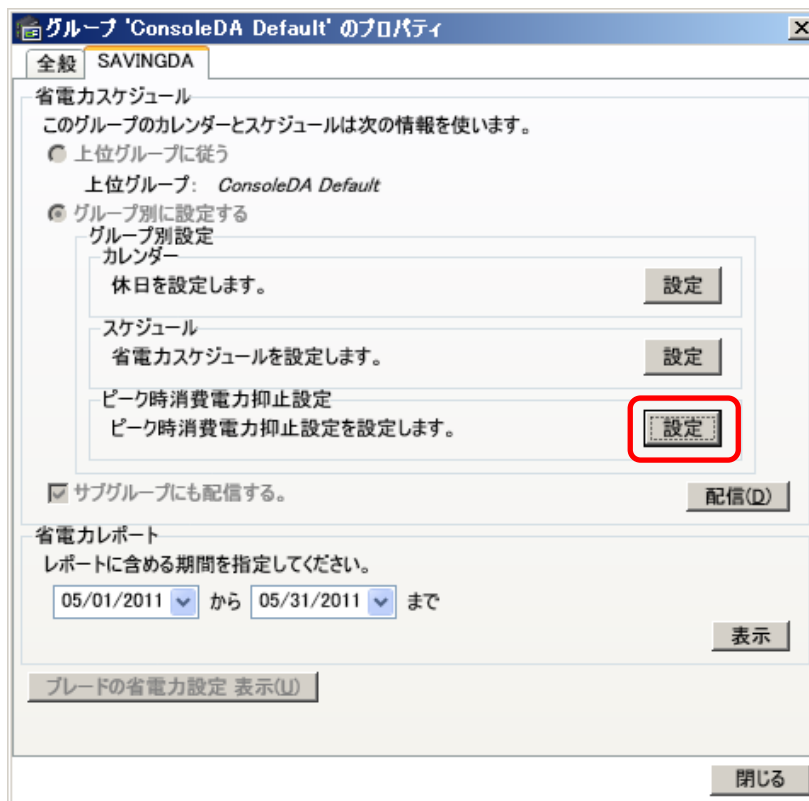 グループ 'ConsoleDA Default' のプロパティ
全般 SAVINGDA
省電力スケジュール
このグループのカレンダーとスケジュールは次の情報を使います。
上位グループに従う
上位グループ: ConsoleDA Default
グループ別に設定する
グループ別設定
カレンダー
休日を設定します。 設定
スケジュール
省電力スケジュールを設定します。 設定
ピーク時消費電力抑止設定
ピーク時消費電力抑止設定を設定します。 設定
サブグループにも配信する。 配信(D)
省電力レポート
レポートに含める期間を指定してください。
05/01/2011 から 05/31/2011 まで
表示
ブレードの省電力設定 表示(U)
閉じる